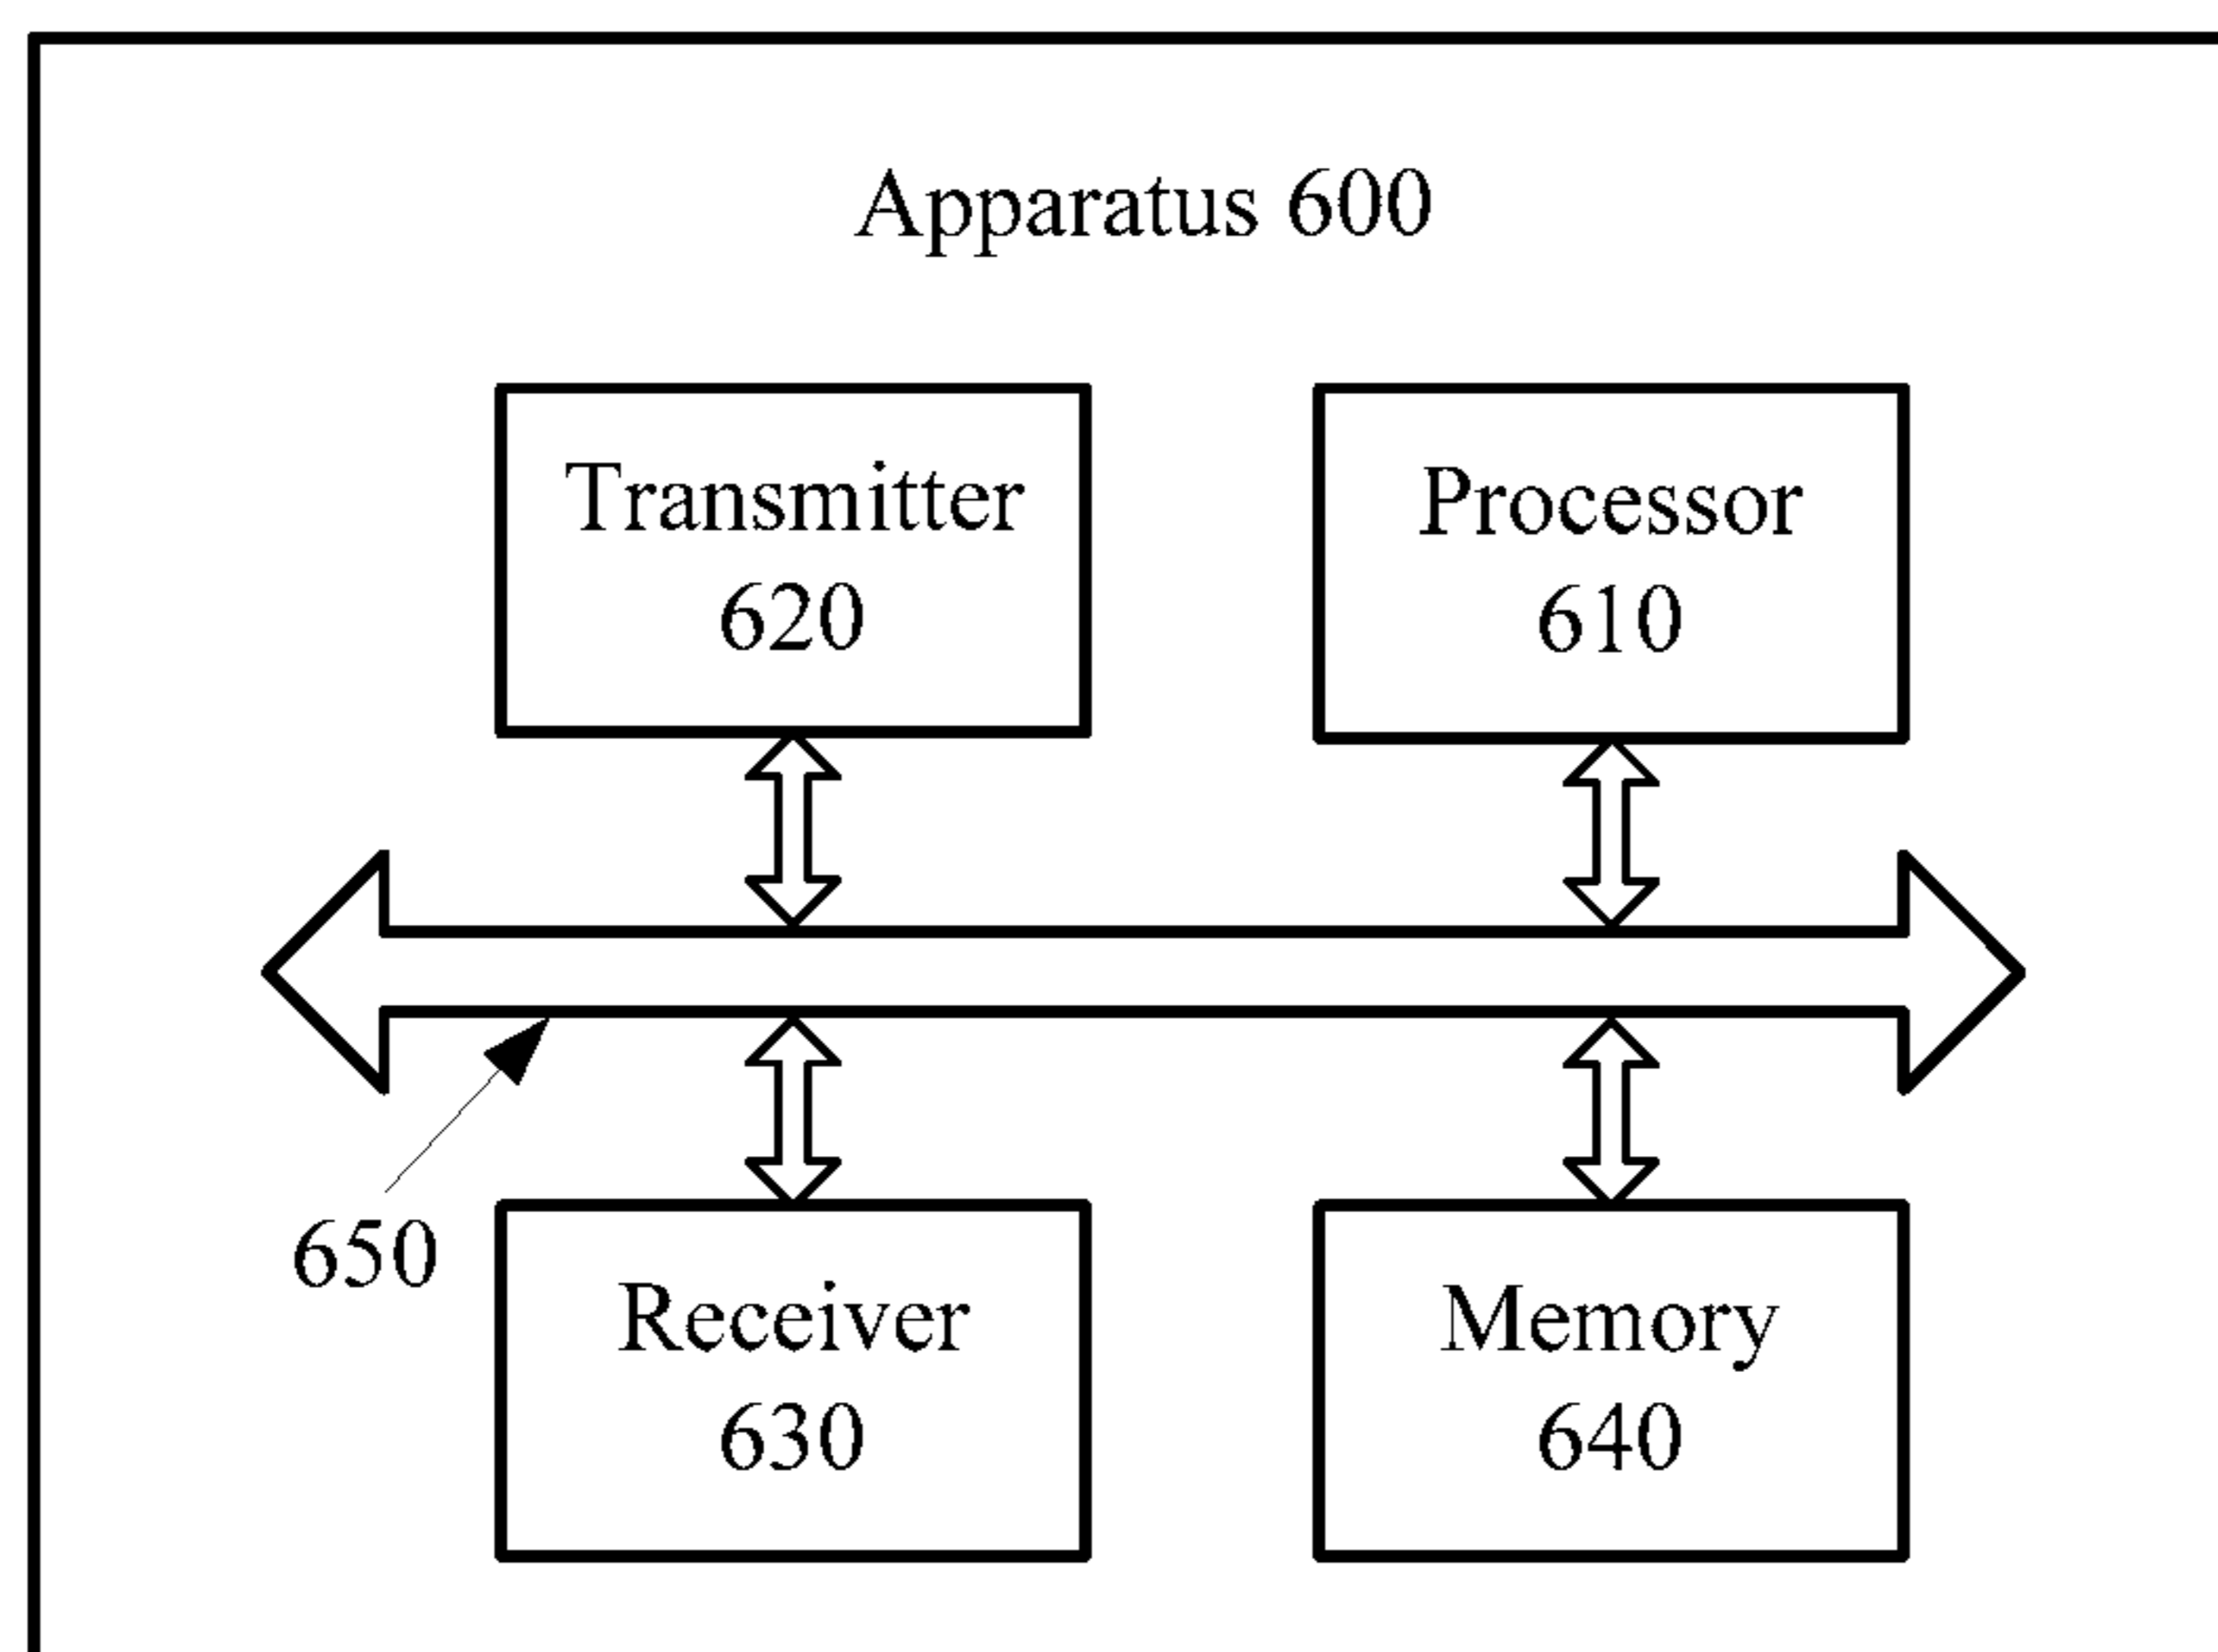 Apparatus 600
Transmitter
620
Processor
610
650
Receiver
630
Memory
640